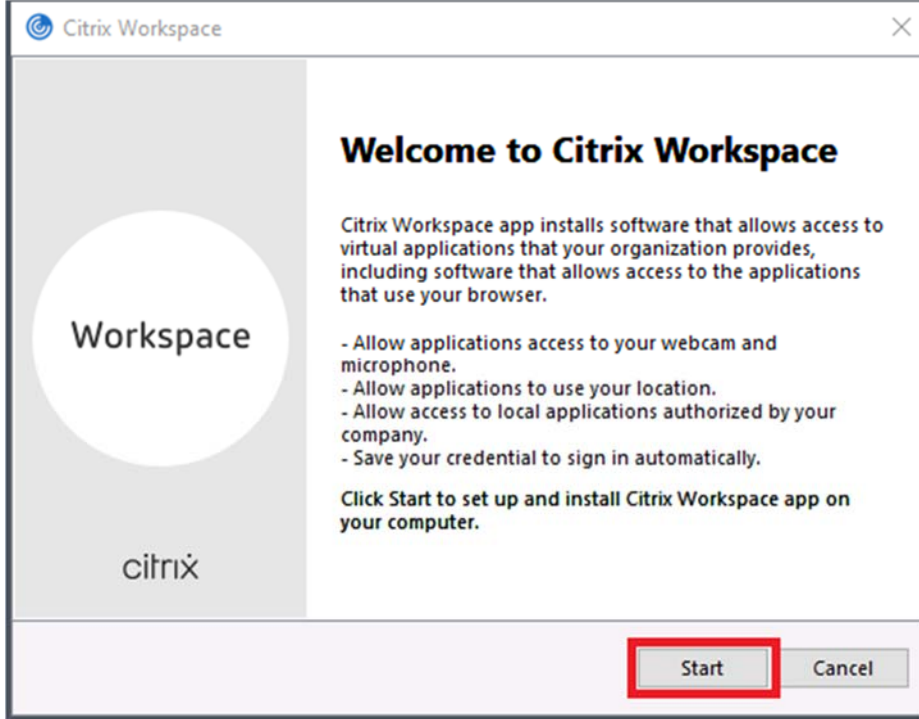 Citrix Workspace
Welcome to Citrix Workspace
Citrix Workspace app installs software that allows access to
virtual applications that your organization provides,
including software that allows access to the applications
that use your browser.
- Allow applications access to your webcam and
microphone.
- Allow applications to use your location.
- Allow access to local applications authorized by your
company.
- Save your credential to sign in automatically.
Click Start to set up and install Citrix Workspace app on
your computer.
Workspace
citrix
Start
Cancel